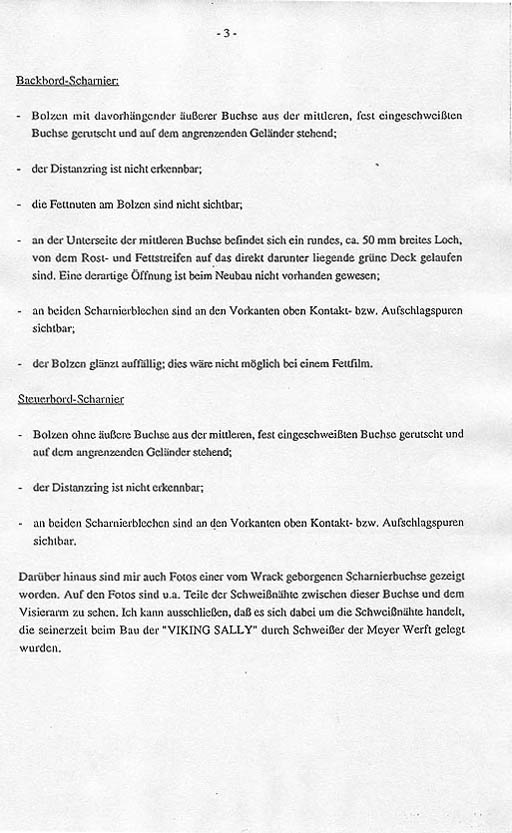 - 3 -
Backbord-Scharnier:
- Bolzen mit davorhängender äußerer Buchse aus der mittleren, fest eingeschweißten
Buchse gerutscht und auf dem angrenzenden Geländer stehend;
- der Distanzring ist nicht erkennbar;
- die Fettnuten am Bolzen sind nicht sichtbar;
- an der Unterseite der mittleren Buchse befindet sich ein rundes, ca. 50 mm breites Loch,
von dem Rost- und Fettstreifen auf das direkt darunter liegende grüne Deck gelaufen
sind. Eine derartige Öffnung ist beim Neubau nicht vorhanden gewesen;
- an beiden Scharnierblechen sind an den Vorkanten oben Kontakt- bzw. Aufschlagspuren
sichtbar;
- der Bolzen glänzt auffällig; dies wäre nicht möglich bei einem Fettfilm.
Steuerbord-Scharnier
- Bolzen ohne äußere Buchse aus der mittleren, fest eingeschweißten Buchse gerutscht und
auf dem angrenzenden Geländer stehend;
- der Distanzring ist nicht erkennbar;
- an beiden Scharnierblechen sind an den Vorkanten oben Kontakt- bzw. Aufschlagspuren
sichtbar.
Darüber hinaus sind mir auch Fotos einer vom Wrack geborgenen Scharnierbuchse gezeigt
worden. Auf den Fotos sind u.a. Teile der Schweißnähte zwischen dieser Buchse und dem
Visierarm zu sehen. Ich kann ausschließen, daß es sich dabei um die Schweißnähte handelt,
die seinerzeit beim Bau der "VIKING SALLY" durch Schweißer der Meyer Werft gelegt
wurden.